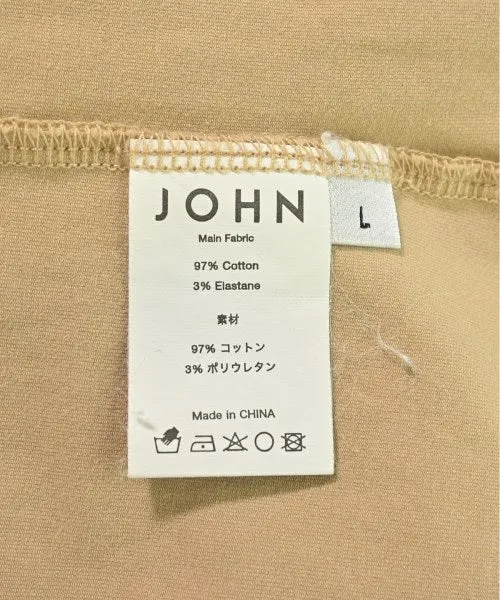 JOHN
L
Main Fabric
97% Cotton
3% Elastane
素材
97% コットン
3% ポリウレタン
Made in CHINA